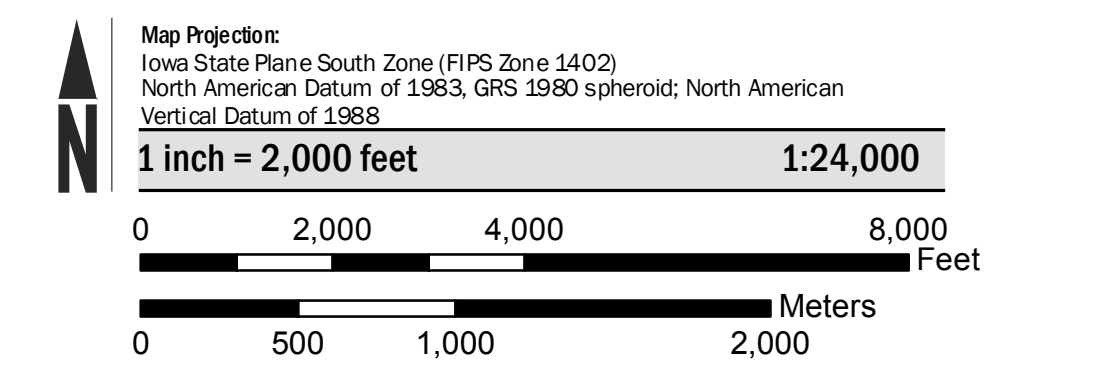 Map Projection:
Iowa State Plane South Zone (FIPS Zone 1402)
North American Datum of 1983, GRS 1980 spheroid; North American
Vertical Datum of 1988
N
1 inch = 2,000 feet 1:24,000
0 2,000 4,000 8,000
Feet
Meters
0 500 1,000 2,000